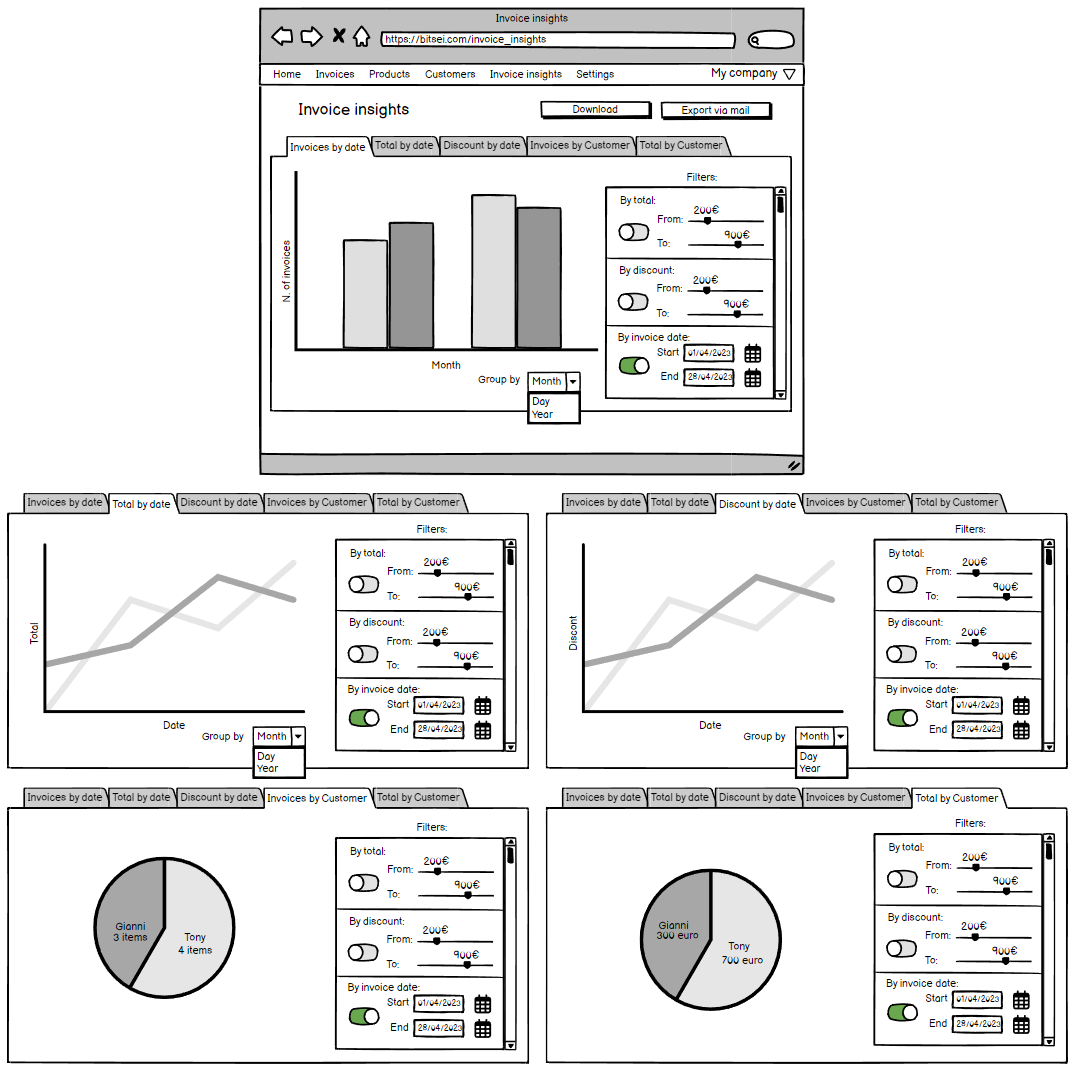 Invoice insights
https://bitsei.com/invoice_insights
Home Invoices Products Customers Invoice insights Settings My company
Invoice insights Download Export via mail
Invoices by date Total by date Discount by date Invoices by Customer Total by Customer
Filters:
By total:
200€
From:
900€
To:
By discount:
200€
From:
900€
To:
By invoice date:
Start 01/04/2023
End 28/04/2023
N. of invoices
Month
Group by Month
Day
Year
Invoices by date Total by date Discount by date Invoices by Customer Total by Customer
Filters:
By total:
200€
From:
900€
To:
By discount:
200€
From:
900€
To:
By invoice date:
Start 01/04/2023
End 28/04/2023
Total
Date
Group by Month
Day
Year
Invoices by date Total by date Discount by date Invoices by Customer Total by Customer
Filters:
By total:
200€
From:
900€
To:
By discount:
200€
From:
900€
To:
By invoice date:
Start 01/04/2023
End 28/04/2023
Discont
Date
Group by Month
Day
Year
Invoices by date Total by date Discount by date Invoices by Customer Total by Customer
Filters:
By total:
200€
From:
900€
To:
By discount:
200€
From:
900€
To:
By invoice date:
Start 01/04/2023
End 28/04/2023
Gianni
3 items
Tony
4 items
Invoices by date Total by date Discount by date Invoices by Customer Total by Customer
Filters:
By total:
200€
From:
900€
To:
By discount:
200€
From:
900€
To:
By invoice date:
Start 01/04/2023
End 28/04/2023
Gianni
300 euro
Tony
700 euro